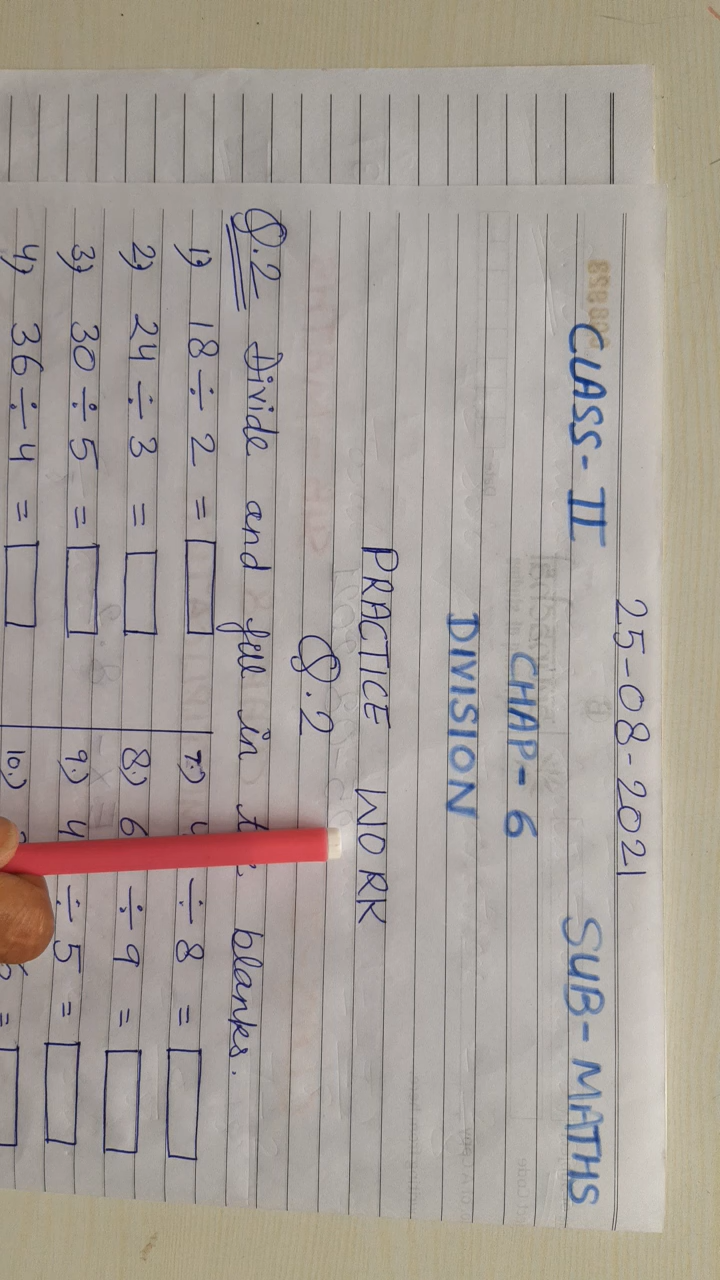 25-08-2021
CLASS-II SUB-MATHS
CHAP-6
DIVISION
PRACTICE WORK
Q.2
Q.2 Divide and fill in the blanks.
1) 18 ÷ 2 =
2) 24 ÷ 3 =
3) 30 ÷ 5 =
4) 36 ÷ 4 =
7.) ÷ 8 =
8.) 6 ÷ 9 =
9.) 4 ÷ 5 =
10.) =